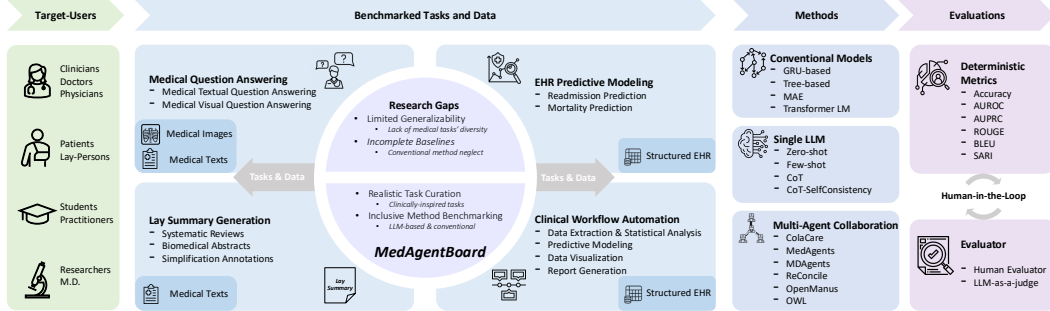 Target-Users
Benchmarked Tasks and Data
Methods
Evaluations
Clinicians
Doctors
Physicians
Patients
Lay-Persons
Students
Practitioners
Researchers
M.D.
Medical Question Answering
- Medical Textual Question Answering
- Medical Visual Question Answering
Medical Images
Medical Texts
EHR Predictive Modeling
- Readmission Prediction
- Mortality Prediction
Structured EHR
Research Gaps
• Limited Generalizability
• Lack of medical tasks' diversity
• Incomplete Baselines
• Conventional method neglect
Tasks & Data
Tasks & Data
• Realistic Task Curation
• Clinically-inspired tasks
• Inclusive Method Benchmarking
• LLM-based & conventional
MedAgentBoard
Lay Summary Generation
- Systematic Reviews
- Biomedical Abstracts
- Simplification Annotations
Medical Texts
Lay
Summary
Clinical Workflow Automation
- Data Extraction & Statistical Analysis
- Predictive Modeling
- Data Visualization
- Report Generation
Structured EHR
Conventional Models
- GRU-based
- Tree-based
- MAE
- Transformer LM
Single LLM
- Zero-shot
- Few-shot
- CoT
- CoT-SelfConsistency
Multi-Agent Collaboration
- ColaCare
- MedAgents
- MDAgents
- ReConcile
- OpenManus
- OWL
Deterministic
Metrics
- Accuracy
- AUROC
- AUPRC
- ROUGE
- BLEU
- SARI
Human-in-the-Loop
Evaluator
- Human Evaluator
- LLM-as-a-judge